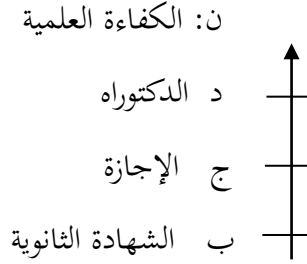 ن: الكفاءة العلمية
د الدكتوراه
ج الإجازة
ب الشهادة الثانوية